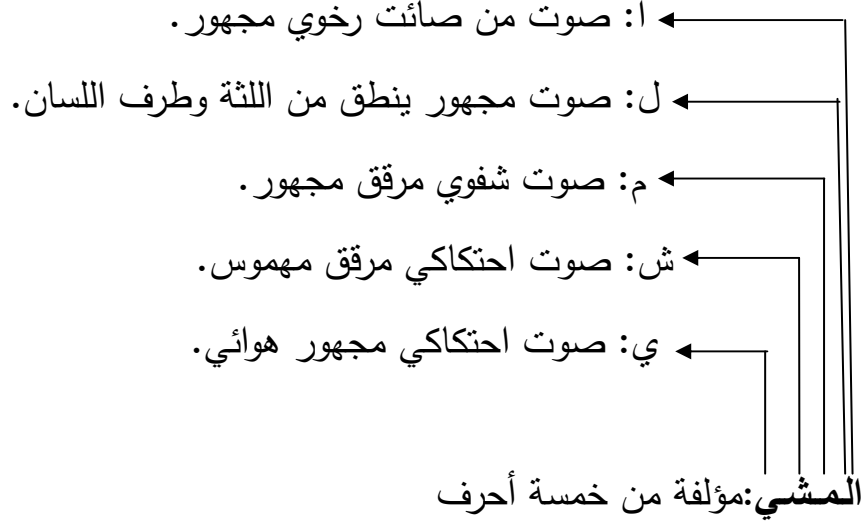 ا: صوت من صائت رخوي مجهور.
ل: صوت مجهور ينطق من اللثة وطرف اللسان.
م: صوت شفوي مرقق مجهور.
ش: صوت احتكاكي مرقق مهموس.
ي: صوت احتكاكي مجهور هوائي.
الـمـشـي:مؤلفة من خمسة أحرف